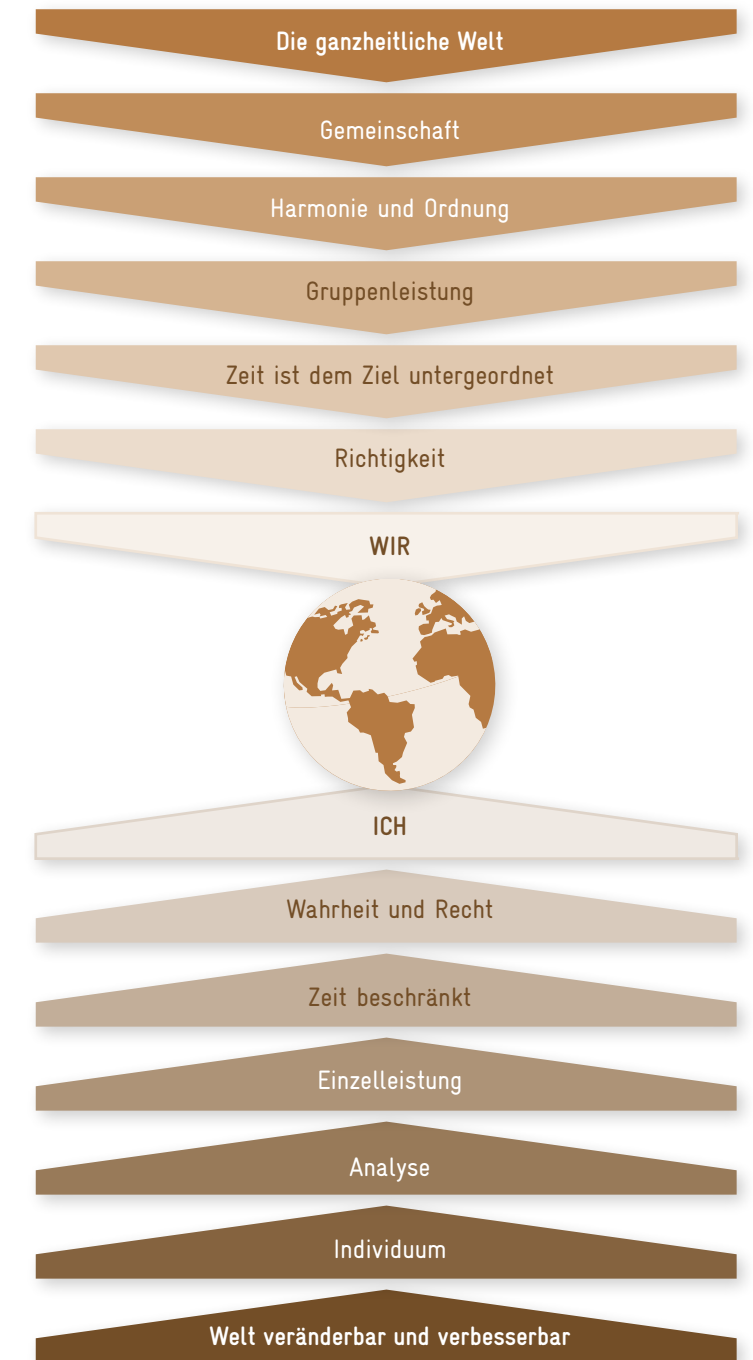 Die ganzheitliche Welt
Gemeinschaft
Harmonie und Ordnung
Gruppenleistung
Zeit ist dem Ziel untergeordnet
Richtigkeit
WIR
ICH
Wahrheit und Recht
Zeit beschränkt
Einzelleistung
Analyse
Individuum
Welt veränderbar und verbesserbar